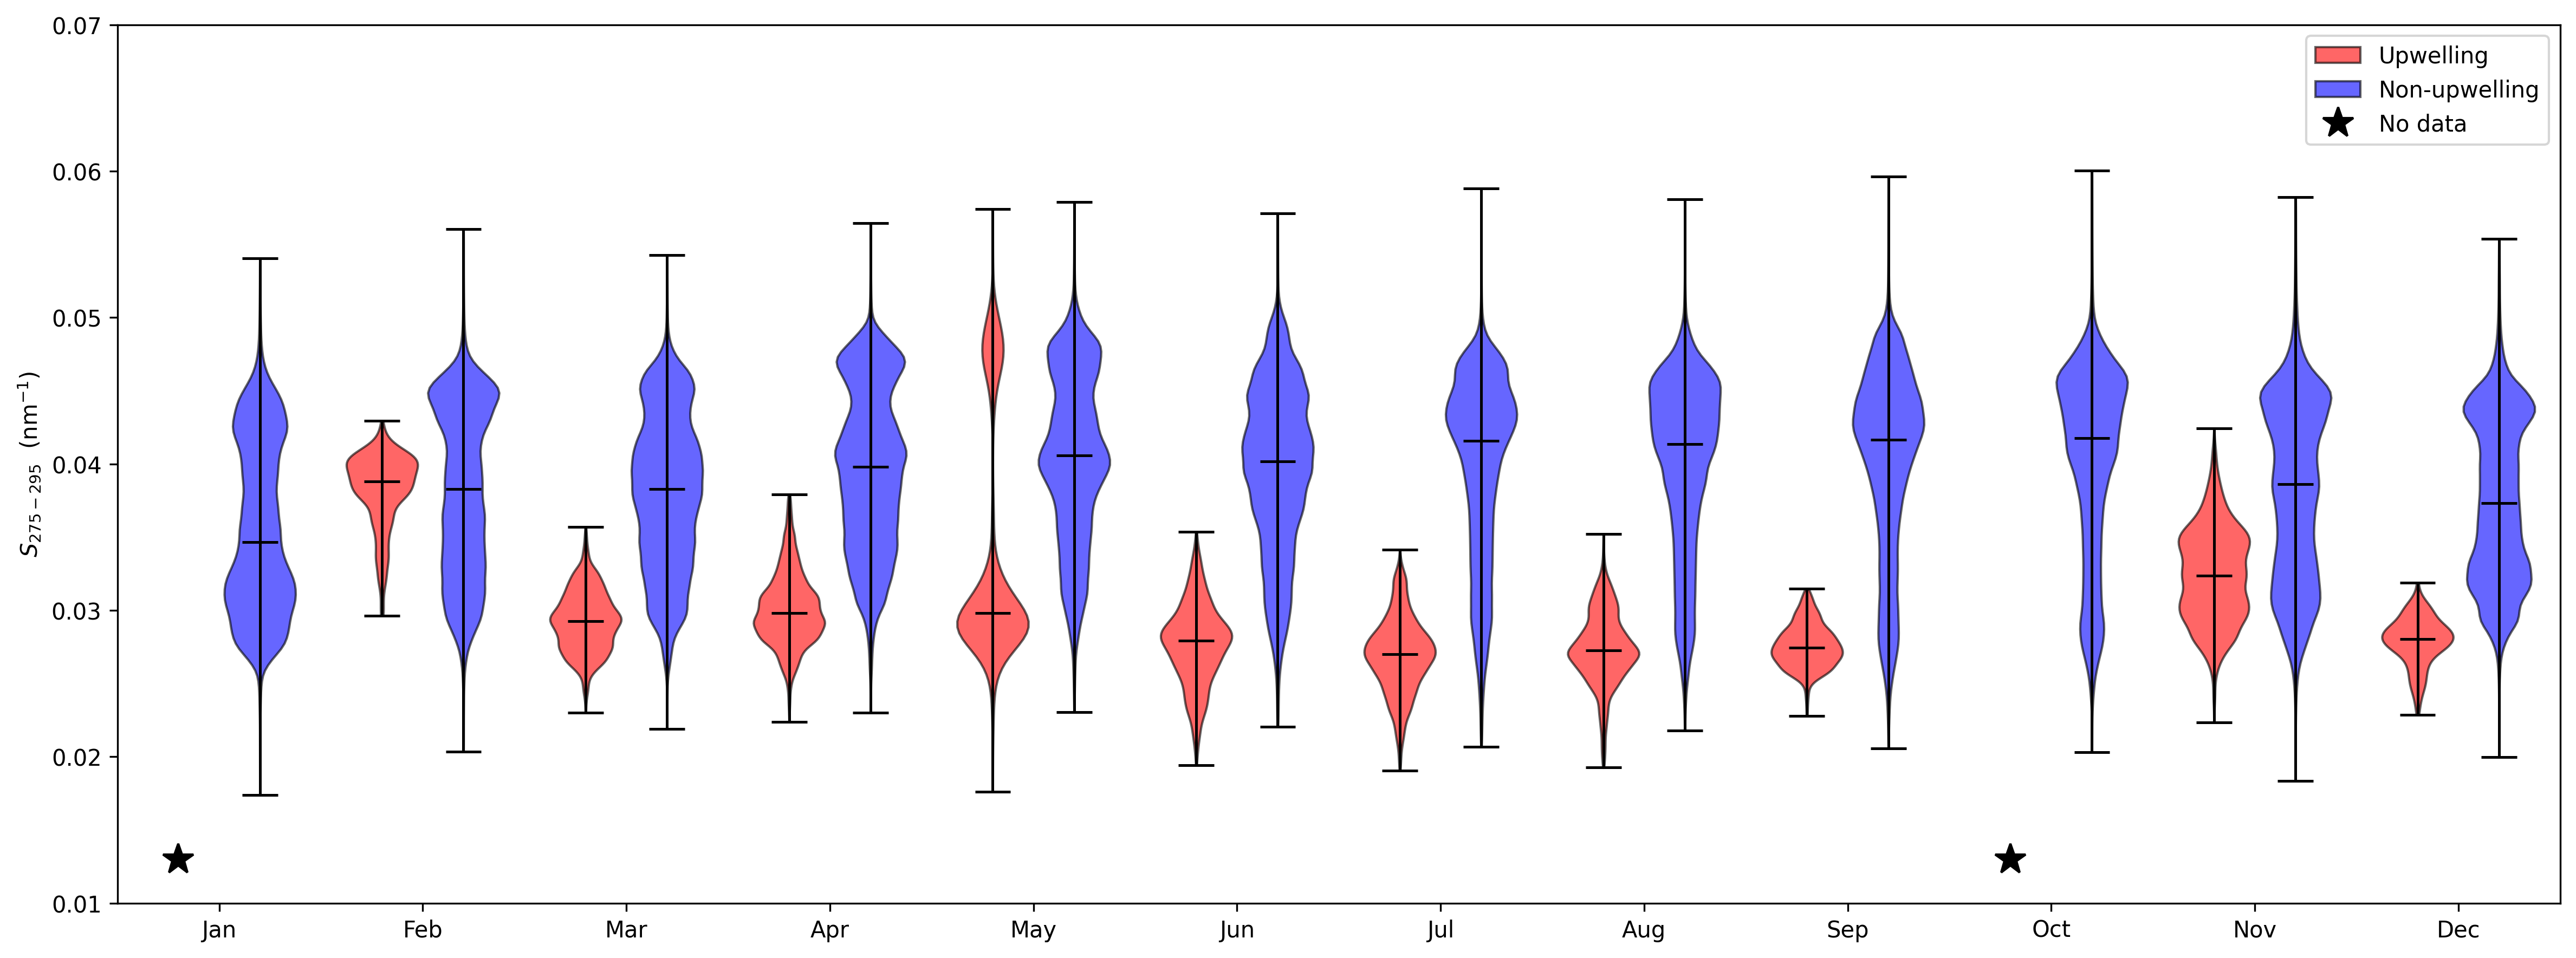 0.07
0.06
0.05
0.04
0.03
0.02
0.01
S₂₇₅₋₂₉₅ (nm⁻¹)
Upwelling
Non-upwelling
No data
Jan Feb Mar Apr May Jun Jul Aug Sep Oct Nov Dec